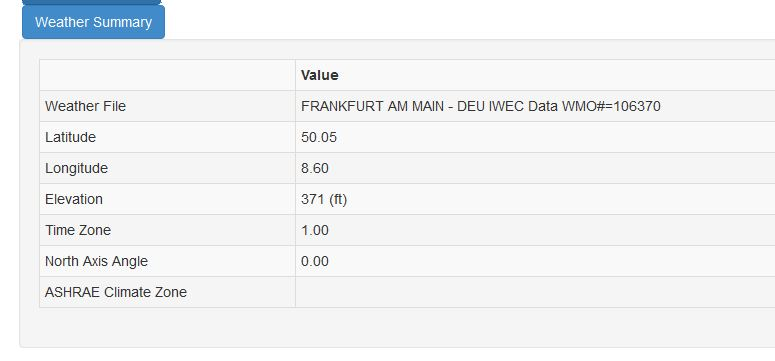 Weather Summary
Value
Weather File FRANKFURT AM MAIN - DEU IWEC Data WMO#=106370
Latitude 50.05
Longitude 8.60
Elevation 371 (ft)
Time Zone 1.00
North Axis Angle 0.00
ASHRAE Climate Zone